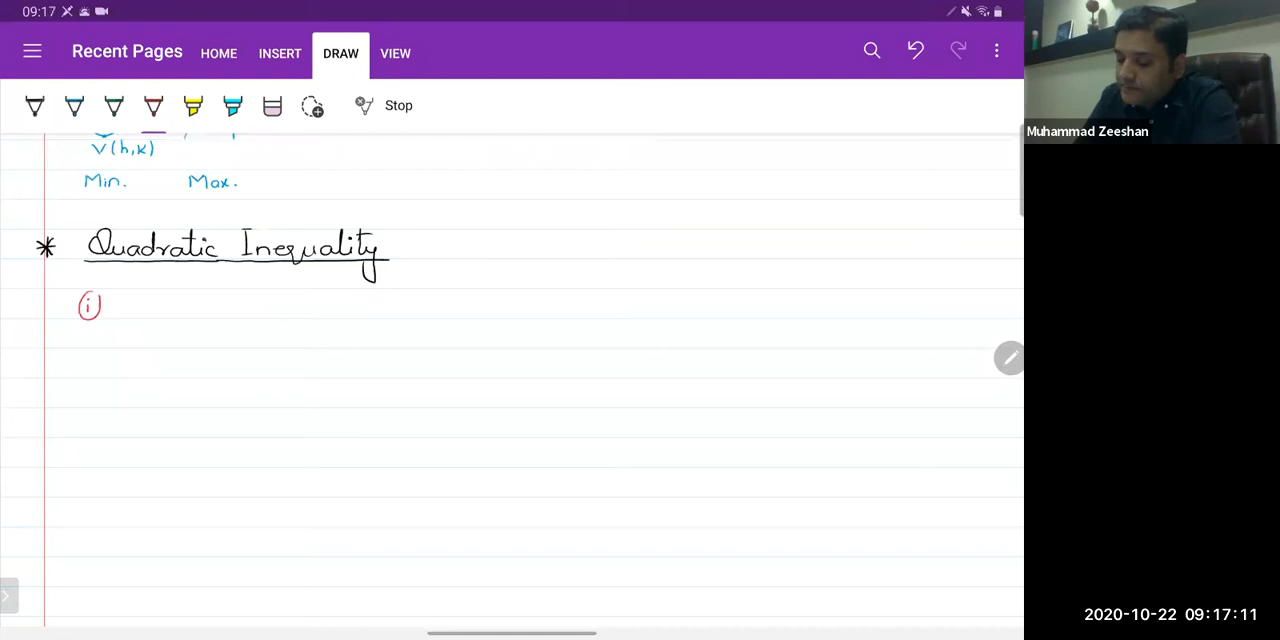 09:17
Recent Pages HOME INSERT DRAW VIEW
Stop
V(h,k)
Min. Max.
* Quadratic Inequality
(i)
Muhammad Zeeshan
2020-10-22 09:17:11